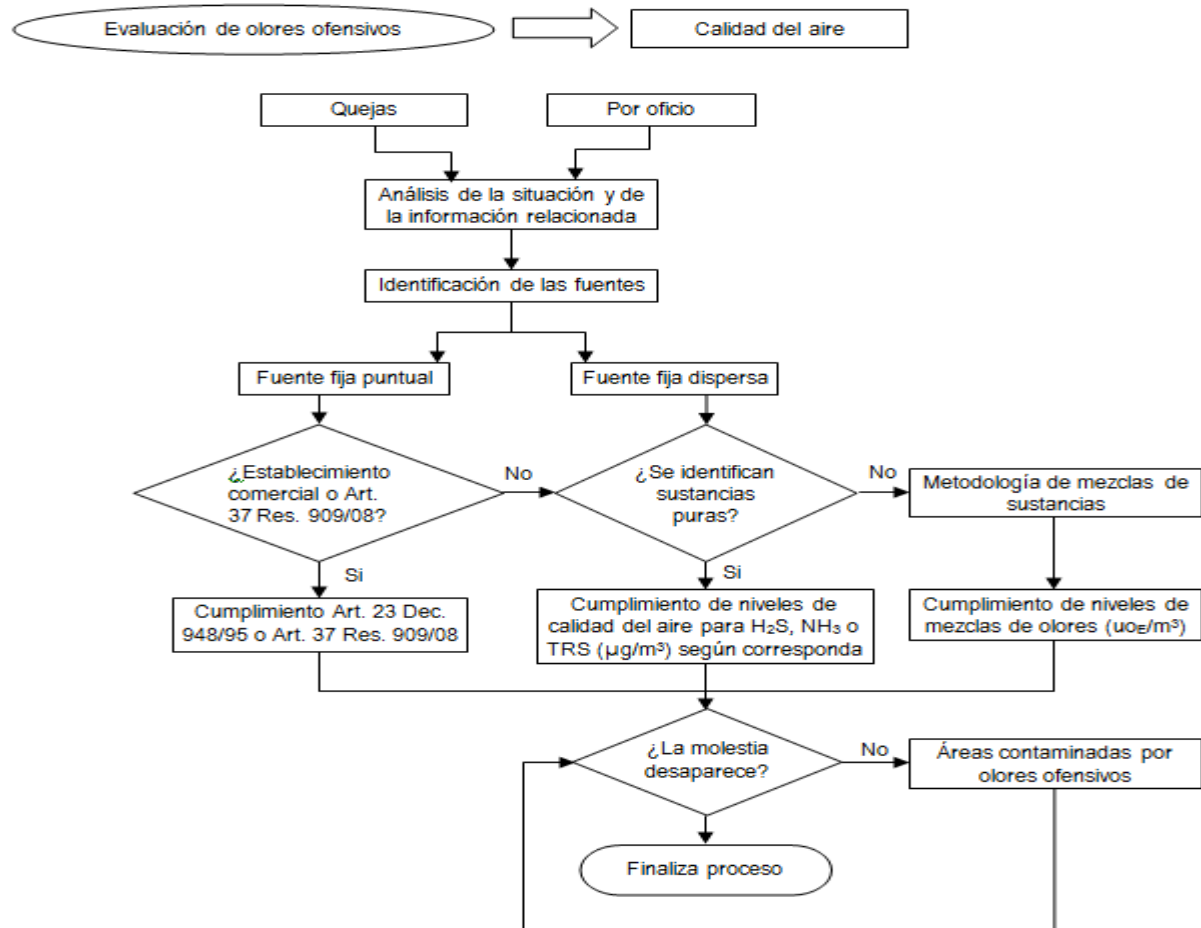 Evaluación de olores ofensivos
Calidad del aire
Quejas
Por oficio
Análisis de la situación y de
la información relacionada
Identificación de las fuentes
Fuente fija puntual
Fuente fija dispersa
¿Establecimiento
comercial o Art.
37 Res. 909/08?
No
¿Se identifican
sustancias
puras?
No
Metodología de mezclas de
sustancias
Si
Si
Cumplimiento Art. 23 Dec.
948/95 o Art. 37 Res. 909/08
Cumplimiento de niveles de
calidad del aire para H₂S, NH₃ o
TRS (µg/m³) según corresponda
Cumplimiento de niveles de
mezclas de olores (uoᴇ/m³)
¿La molestia
desaparece?
No
Áreas contaminadas por
olores ofensivos
Finaliza proceso